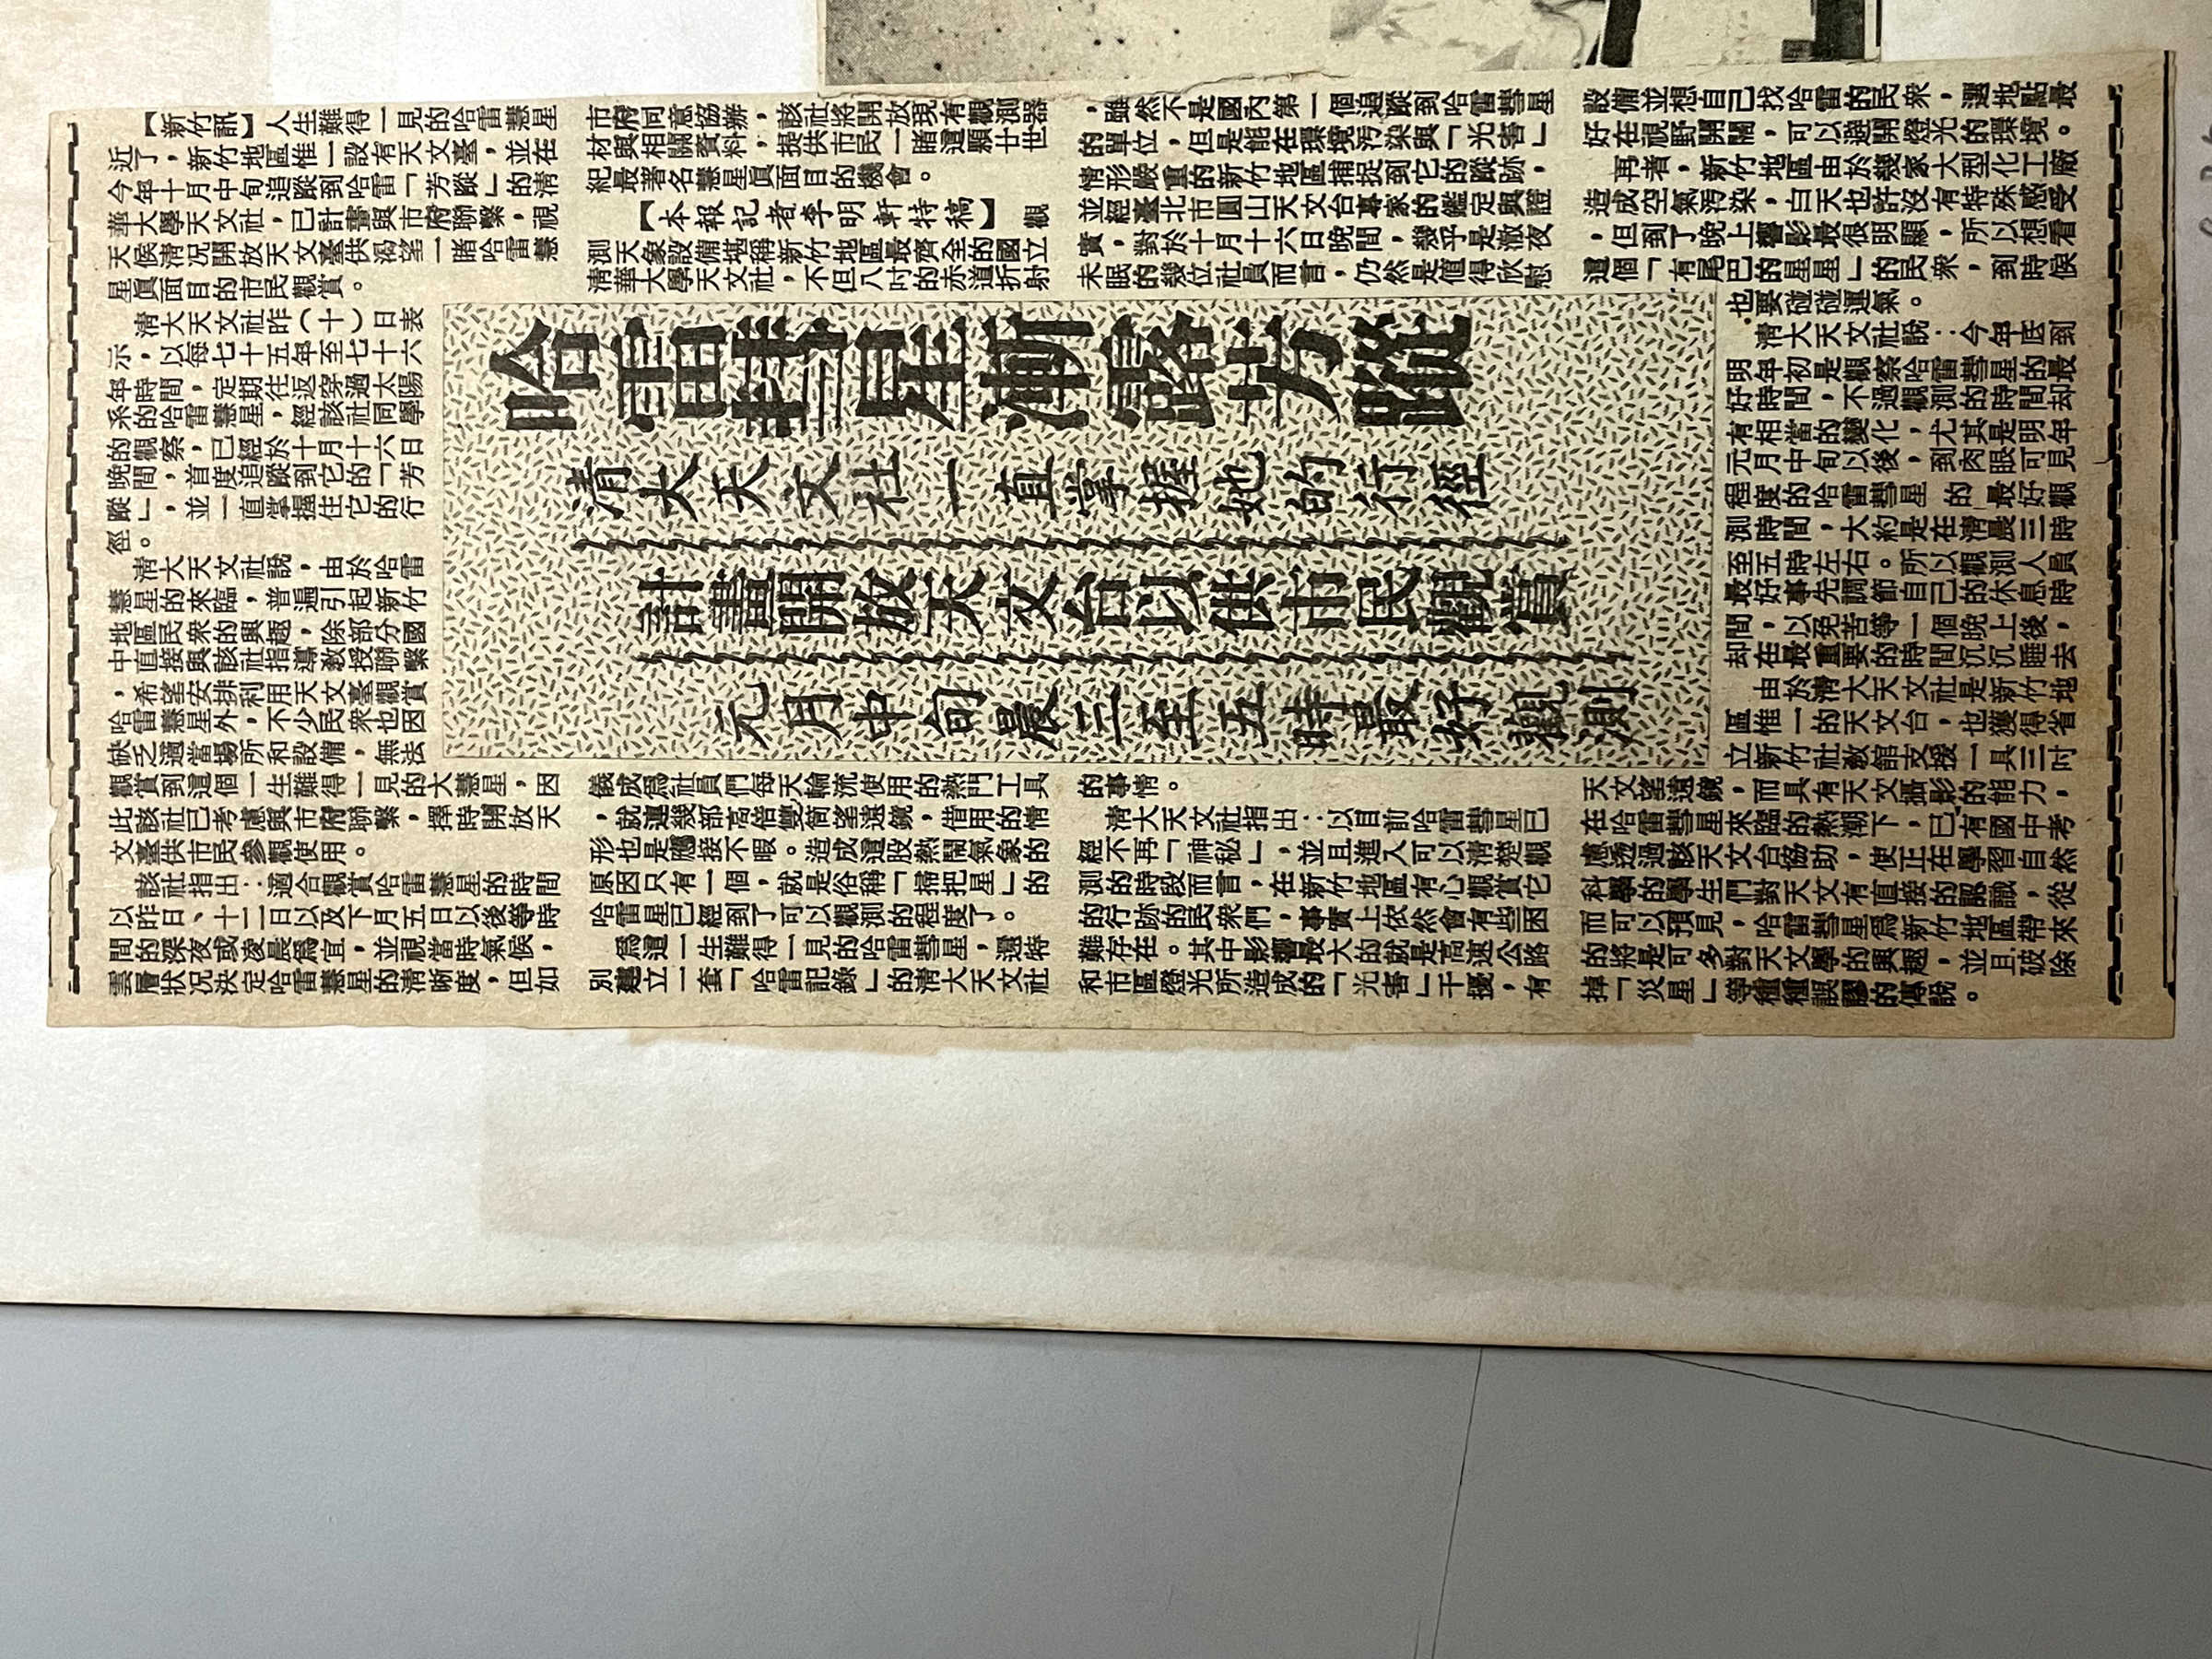 哈雷彗星漸露芳蹤
清大天文社一直掌握她的行徑
計畫開放天文台以供市民觀賞
元月中旬晨三至五時最好觀測
【新竹訊】人生難得一見的哈雷慧星
近了，新竹地區惟一設有天文臺，並在
今年十月中旬追蹤到哈雷「芳蹤」的清
華大學天文社，已計畫與市府聯繫，視
天候清況開放天文臺供渴望一睹哈雷慧
星眞面目的市民觀賞。
清大天文社昨（十）日表
示，以每七十五年至七十六
年時間，定期往返穿過太陽
系的哈雷慧星，經該社同學
的觀察，已經於十月十六日
晚間，首度追蹤到它的「芳
蹤」，並一直掌握住它的行
徑。
清大天文社說，由於哈雷
慧星的來臨，普遍引起新竹
地區民衆的興趣，除部分國
中直接與該社指導教授聯繫
，希望安排利用天文臺觀賞
哈雷慧星外，不少民衆也因
缺乏適當場所和設備，無法
觀賞到這個一生難得一見的大慧星，因
此該社已考慮與市府聯繫，擇時開放天
文臺供市民參觀使用。
該社指出：適合觀賞哈雷慧星的時間
以昨日、十二日以及下月五日以後等時
間的深夜或凌晨爲宜，並視當時氣候，
雲層狀況決定哈雷慧星的清晰度，但如
市府同意協辦，該社將開放現有觀測器
材與相關資料，提供市民一睹這顆廿世
紀最著名慧星眞面目的機會。
【本報記者李明軒特稿】觀
測天象設備堪稱新竹地區最齊全的國立
清華大學天文社，不但八吋的赤道折射
儀成爲社員們每天輪流使用的熱門工具
，就連幾部高倍雙筒望遠鏡，借用的情
形也是應接不暇。造成這股熱鬧氣象的
原因只有一個，就是俗稱「掃把星」的
哈雷星已經到了可以觀測的程度了。
爲這一生難得一見的哈雷彗星，還特
別建立一套「哈雷記錄」的清大天文社
，雖然不是國內第一個追蹤到哈雷彗星
的單位，但是能在環境污染與「光害」
情形嚴重的新竹地區捕捉到它的蹤跡，
並經臺北市圓山天文台專家的鑑定與證
實，對於十月十六日晚間，幾乎是澈夜
未眠的幾位社員而言，仍然是值得欣慰
的事情。
清大天文社指出：以目前哈雷彗星已
經不再「神秘」，並且進入可以清楚觀
測的時段而言，在新竹地區有心觀賞它
的行跡的民衆們，事實上依然會有些困
難存在。其中影響最大的就是高速公路
和市區燈光所造成的「光害」干擾，有
設備並想自己找哈雷的民衆，選地點最
好在視野開闊，可以避開燈光的環境。
再者，新竹地區由於幾家大型化工廠
造成空氣污染，白天也許沒有特殊感受
，但到了晚上響影最很明顯，所以想看
這個「有尾巴的星星」的民衆，到時候
也要碰碰運氣。
清大天文社說：今年底到
明年初是觀察哈雷彗星的最
好時間，不過觀測的時間却
有相當的變化，尤其是明年
元月中旬以後，到肉眼可見
程度的哈雷彗星的最好觀
測時間，大約是在清晨三時
至五時左右。所以觀測人員
最好事先調節自己的休息時
間，以免苦等一個晚上後，
却在最重要的時間沉沉睡去
由於清大天文社是新竹地
區惟一的天文台，也獲得省
立新竹社教館支援一具三吋
天文望遠鏡，而具有天文攝影的能力，
在哈雷彗星來臨的熱潮下，已有國中考
慮透過該天文台協助，使正在學習自然
科學的學生們對天文有直接的認識，從
而可以預見，哈雷彗星爲新竹地區帶來
的將是可多對天文學的興趣，並且破除
掉「災星」等種種誤謬的傳說。